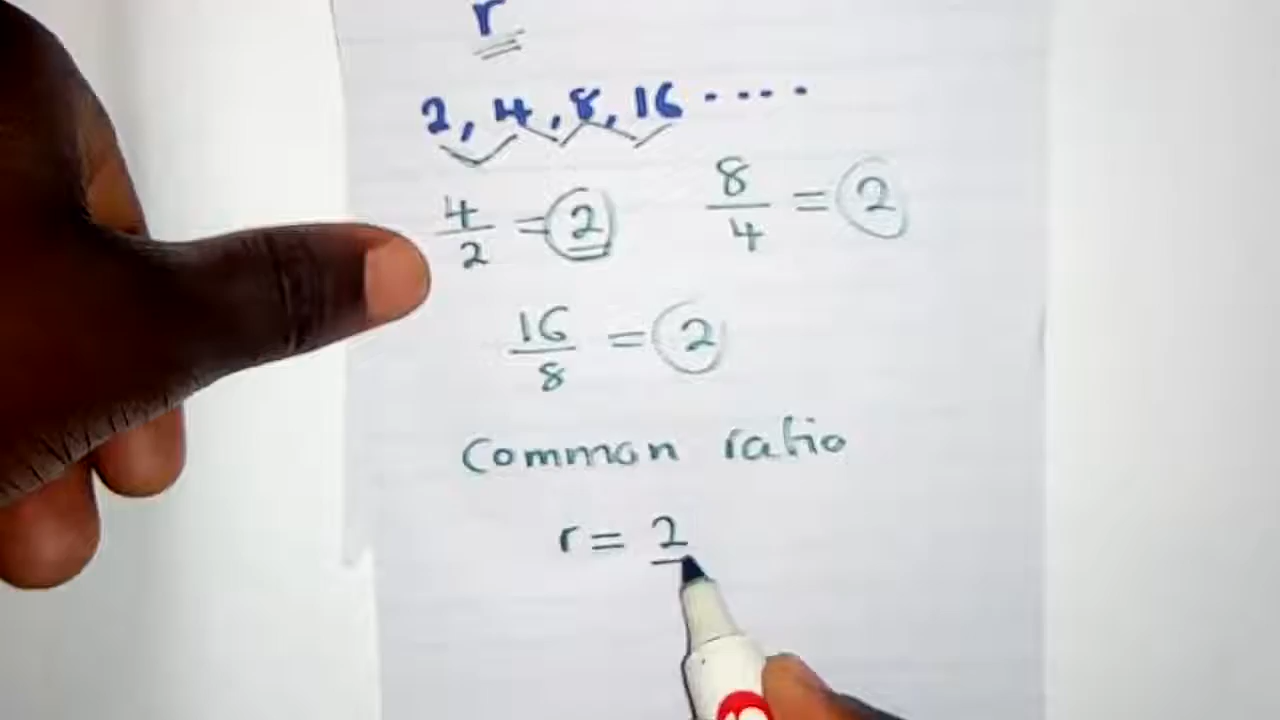 r
2, 4, 8, 16 ....
4/2 = 2 8/4 = 2
16/8 = 2
Common ratio
r = 2